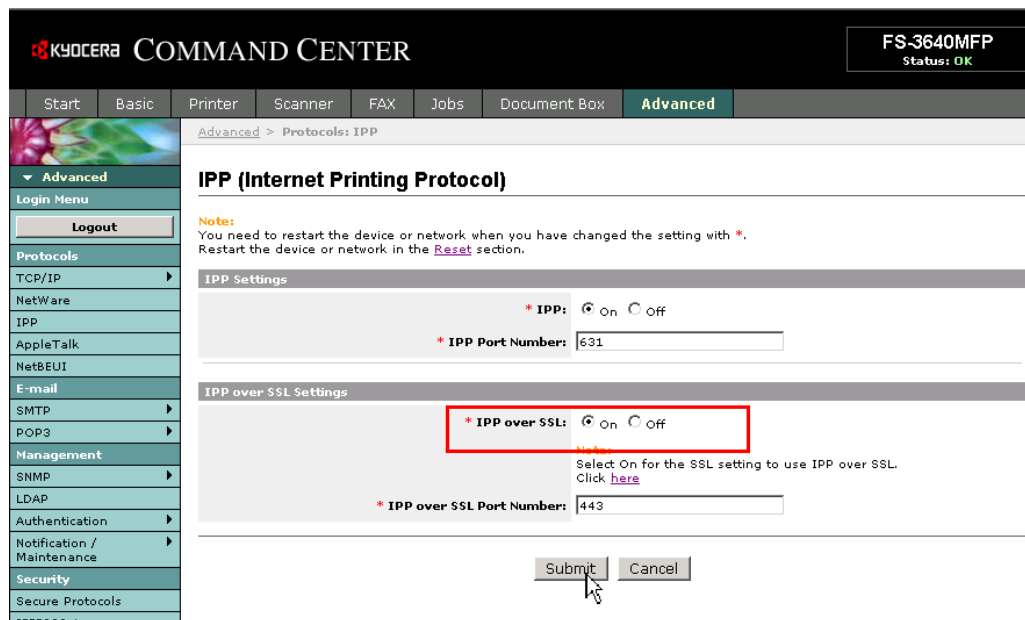 KYOCERA COMMAND CENTER
FS-3640MFP
Status: OK
Start Basic Printer Scanner FAX Jobs Document Box Advanced
Advanced > Protocols: IPP
Advanced
Login Menu
Logout
Protocols
TCP/IP
NetWare
IPP
AppleTalk
NetBEUI
E-mail
SMTP
POP3
Management
SNMP
LDAP
Authentication
Notification /
Maintenance
Security
Secure Protocols
IPP (Internet Printing Protocol)
Note:
You need to restart the device or network when you have changed the setting with *.
Restart the device or network in the Reset section.
IPP Settings
* IPP: On Off
* IPP Port Number: 631
IPP over SSL Settings
* IPP over SSL: On Off
Note:
Select On for the SSL setting to use IPP over SSL.
Click here
* IPP over SSL Port Number: 443
Submit Cancel